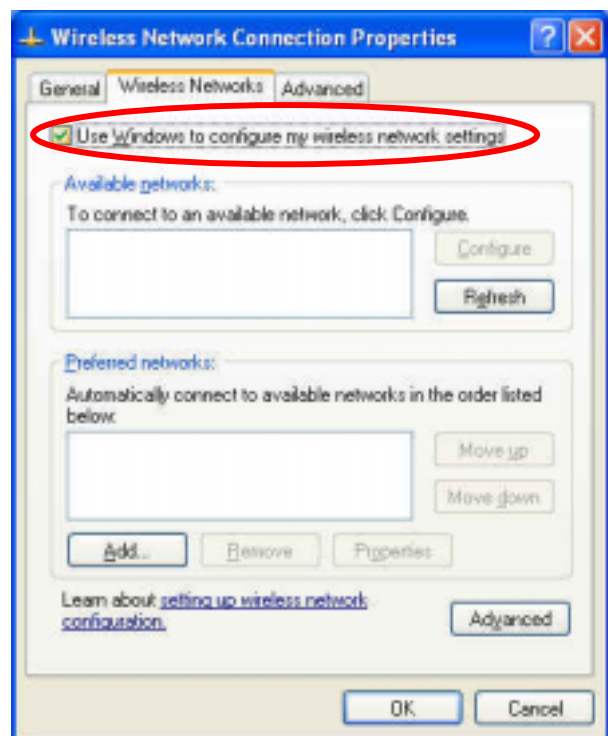 Wireless Network Connection Properties
General Wireless Networks Advanced
Use Windows to configure my wireless network settings
Available networks:
To connect to an available network, click Configure.
Configure
Refresh
Preferred networks:
Automatically connect to available networks in the order listed
below:
Move up
Move down
Add... Remove Properties
Learn about setting up wireless network
configuration.
Advanced
OK Cancel